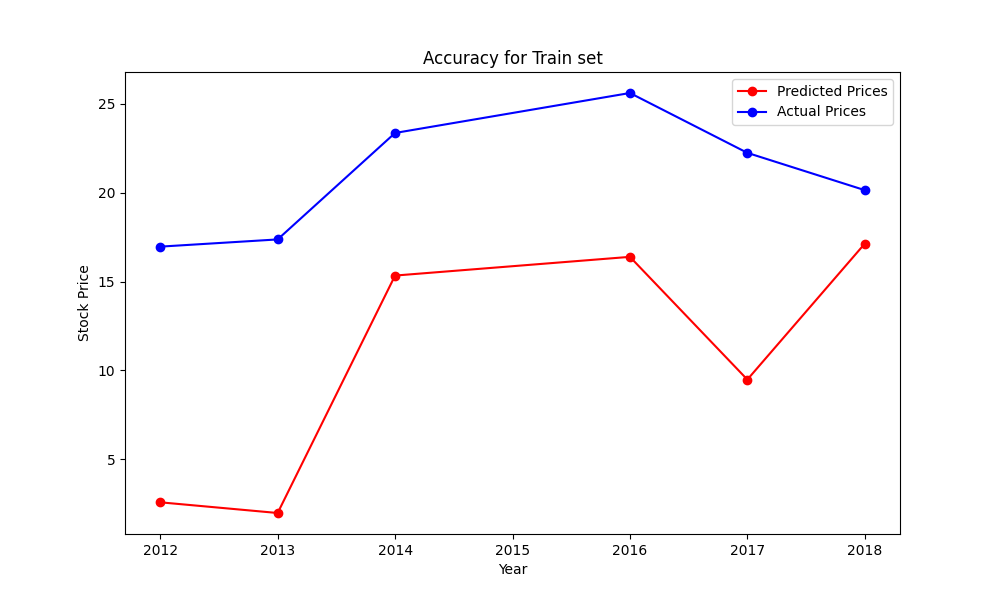 Accuracy for Train set
Predicted Prices
Actual Prices
25
20
15
10
5
Stock Price
2012 2013 2014 2015 2016 2017 2018
Year